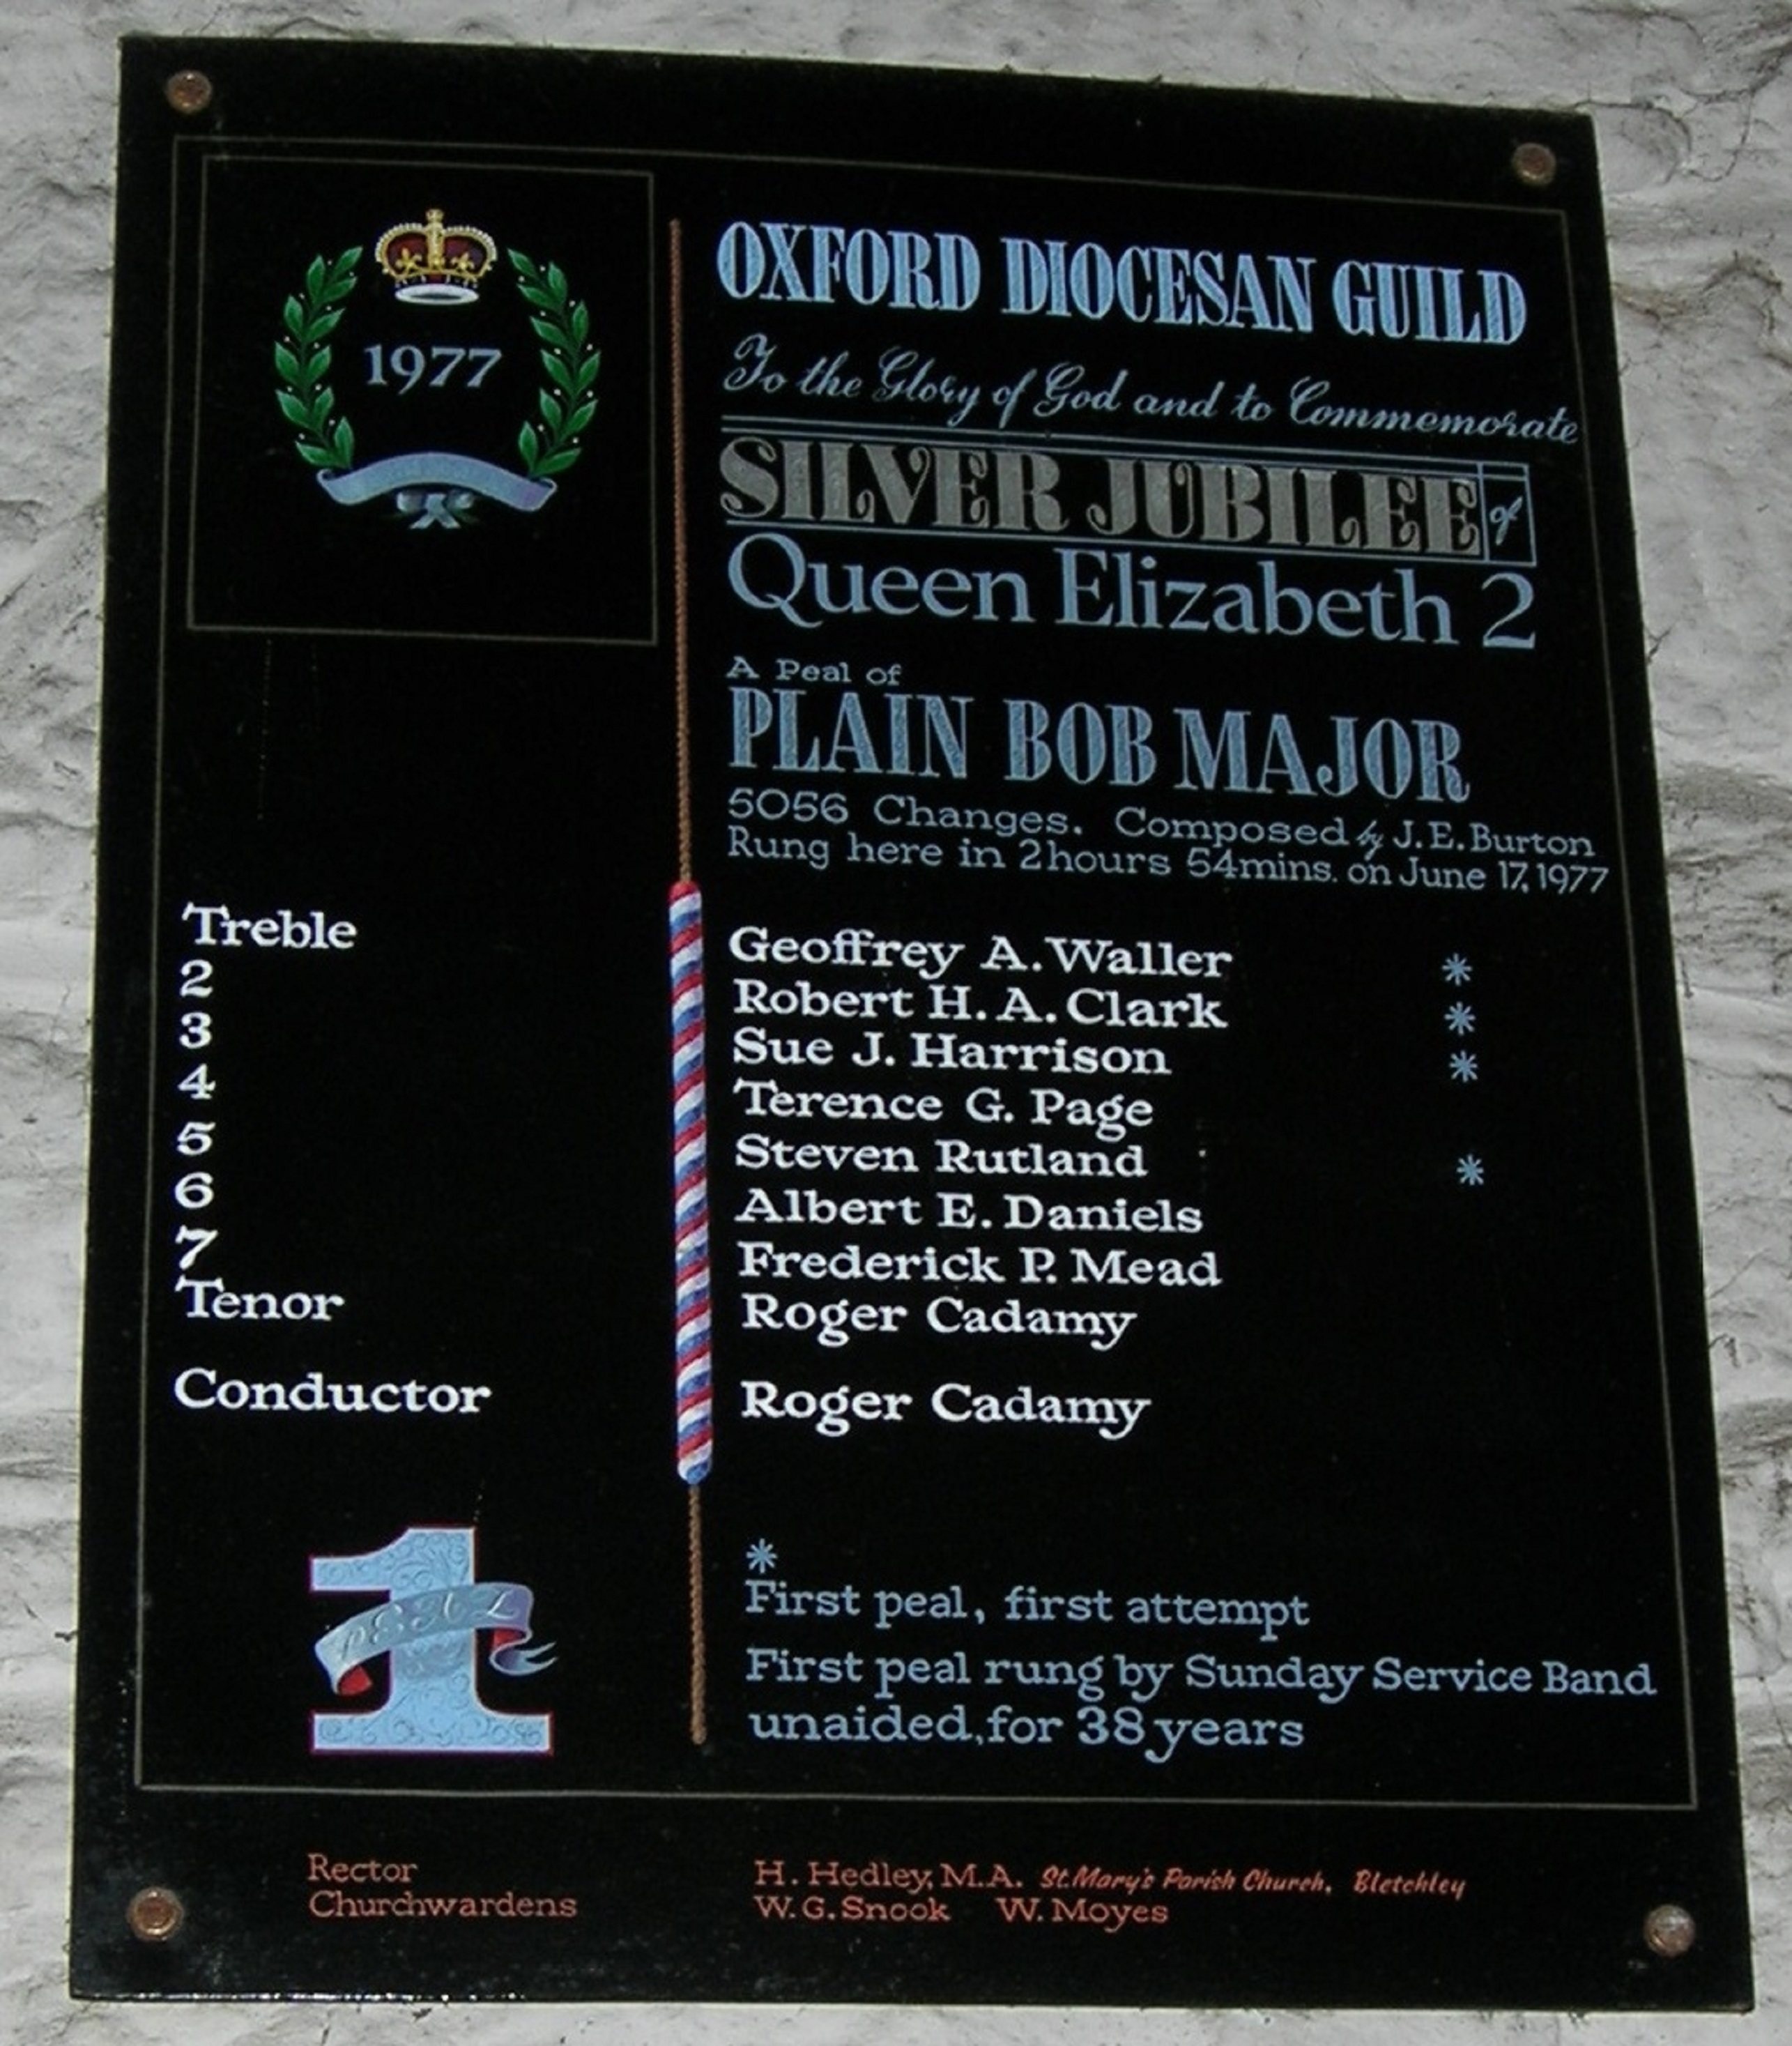 1977
OXFORD DIOCESAN GUILD
To the Glory of God and to Commemorate
SILVER JUBILEE of
Queen Elizabeth 2
A Peal of
PLAIN BOB MAJOR
5056 Changes. Composed by J.E. Burton
Rung here in 2hours 54mins. on June 17, 1977
Treble Geoffrey A. Waller *
2 Robert H. A. Clark *
3 Sue J. Harrison *
4 Terence G. Page
5 Steven Rutland *
6 Albert E. Daniels
7 Frederick P. Mead
Tenor Roger Cadamy
Conductor Roger Cadamy
1
PEAL
*
First peal, first attempt
First peal rung by Sunday Service Band
unaided, for 38 years
Rector H. Hedley, M.A. St. Mary's Parish Church, Bletchley
Churchwardens W. G. Snook W. Moyes